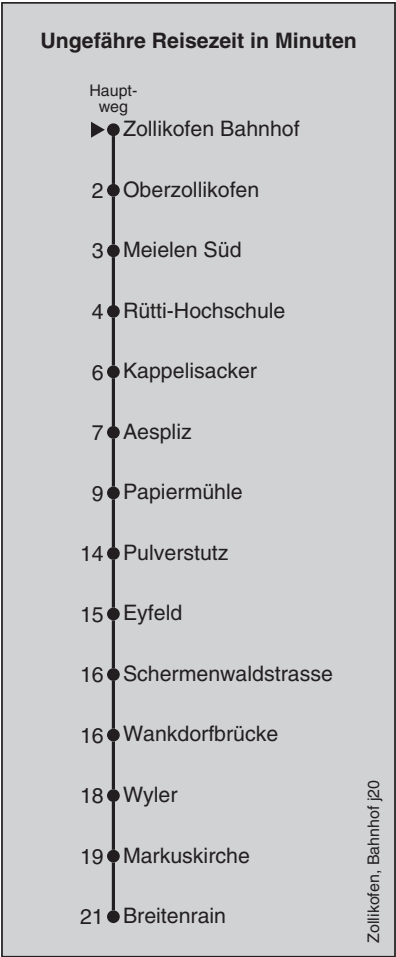 Ungefähre Reisezeit in Minuten
Haupt-
weg
Zollikofen Bahnhof
2 Oberzollikofen
3 Meielen Süd
4 Rütti-Hochschule
6 Kappelisacker
7 Aespliz
9 Papiermühle
14 Pulverstutz
15 Eyfeld
16 Schermenwaldstrasse
16 Wankdorfbrücke
18 Wyler
19 Markuskirche
21 Breitenrain
Zollikofen, Bahnhof j20